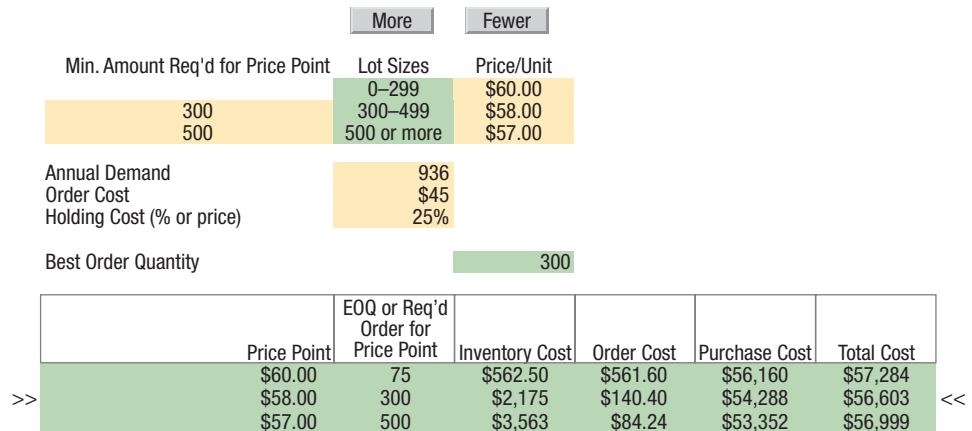 More Fewer
Min. Amount Req'd for Price Point Lot Sizes Price/Unit
0–299 $60.00
300 300–499 $58.00
500 500 or more $57.00
Annual Demand 936
Order Cost $45
Holding Cost (% or price) 25%
Best Order Quantity 300
EOQ or Req’d
Order for
Price Point Price Point Inventory Cost Order Cost Purchase Cost Total Cost
$60.00 75 $562.50 $561.60 $56,160 $57,284
>> $58.00 300 $2,175 $140.40 $54,288 $56,603 <<
$57.00 500 $3,563 $84.24 $53,352 $56,999